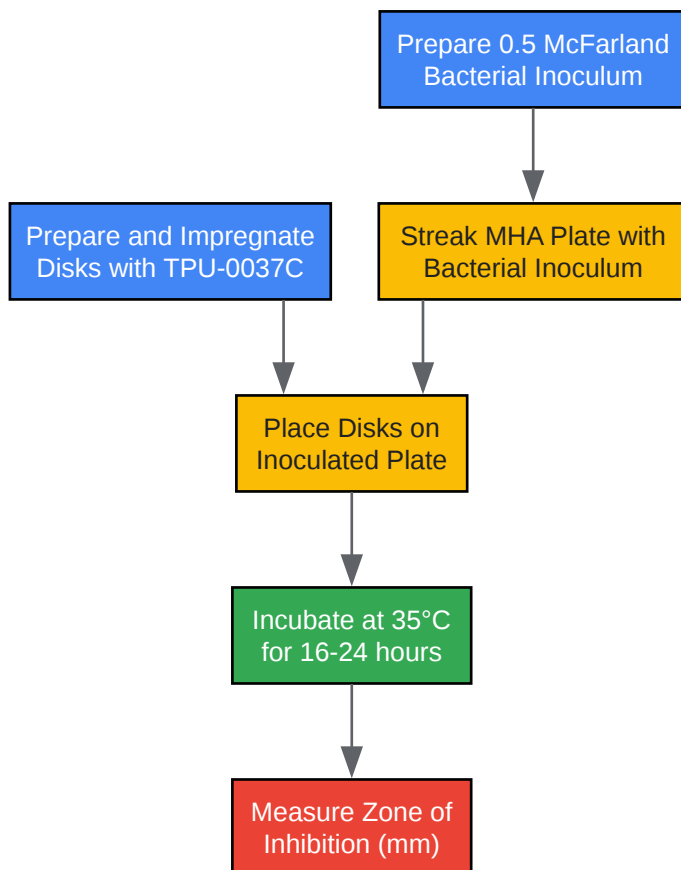 Prepare 0.5 McFarland
Bacterial Inoculum
Prepare and Impregnate
Disks with TPU-0037C
Streak MHA Plate with
Bacterial Inoculum
Place Disks on
Inoculated Plate
Incubate at 35°C
for 16-24 hours
Measure Zone of
Inhibition (mm)